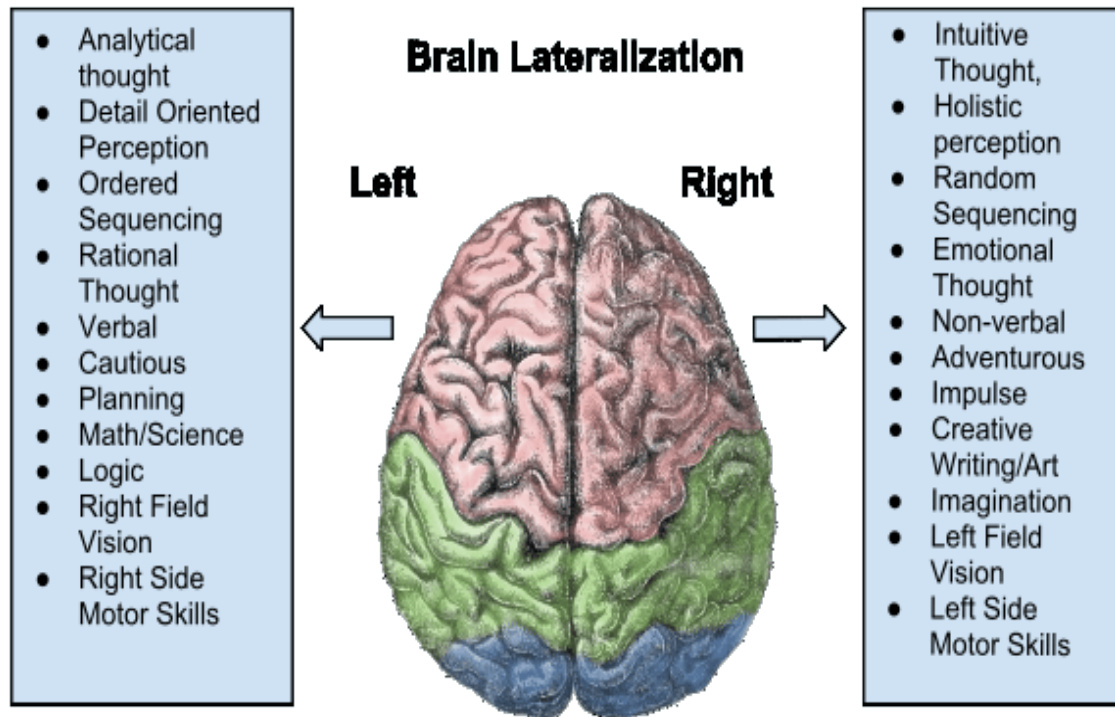 Brain Lateralization
Left
Right
● Analytical
thought
● Detail Oriented
Perception
● Ordered
Sequencing
● Rational
Thought
● Verbal
● Cautious
● Planning
● Math/Science
● Logic
● Right Field
Vision
● Right Side
Motor Skills
● Intuitive
Thought,
● Holistic
perception
● Random
Sequencing
● Emotional
Thought
● Non-verbal
● Adventurous
● Impulse
● Creative
Writing/Art
● Imagination
● Left Field
Vision
● Left Side
Motor Skills